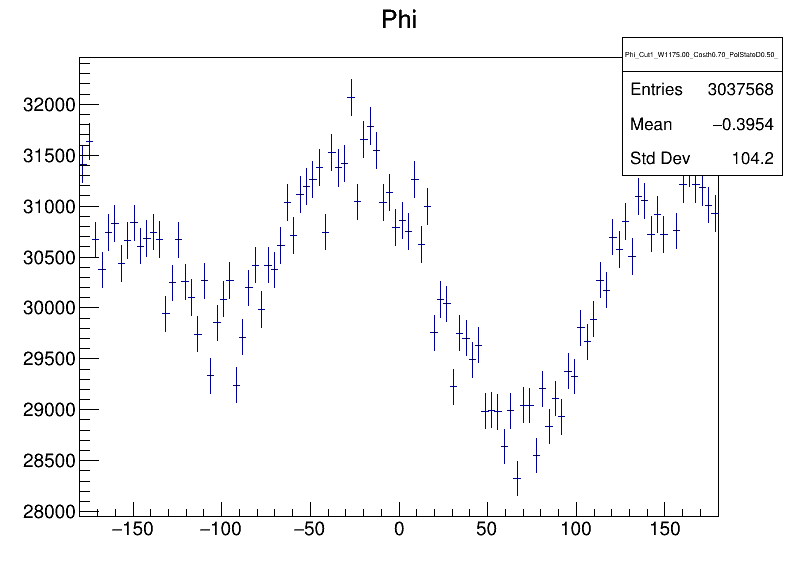 Phi
Phi_Cut1_W1175.00_Costh0.70_PolStateD0.50_
Entries 3037568
Mean −0.3954
Std Dev 104.2
32000
31500
31000
30500
30000
29500
29000
28500
28000
−150 −100 −50 0 50 100 150